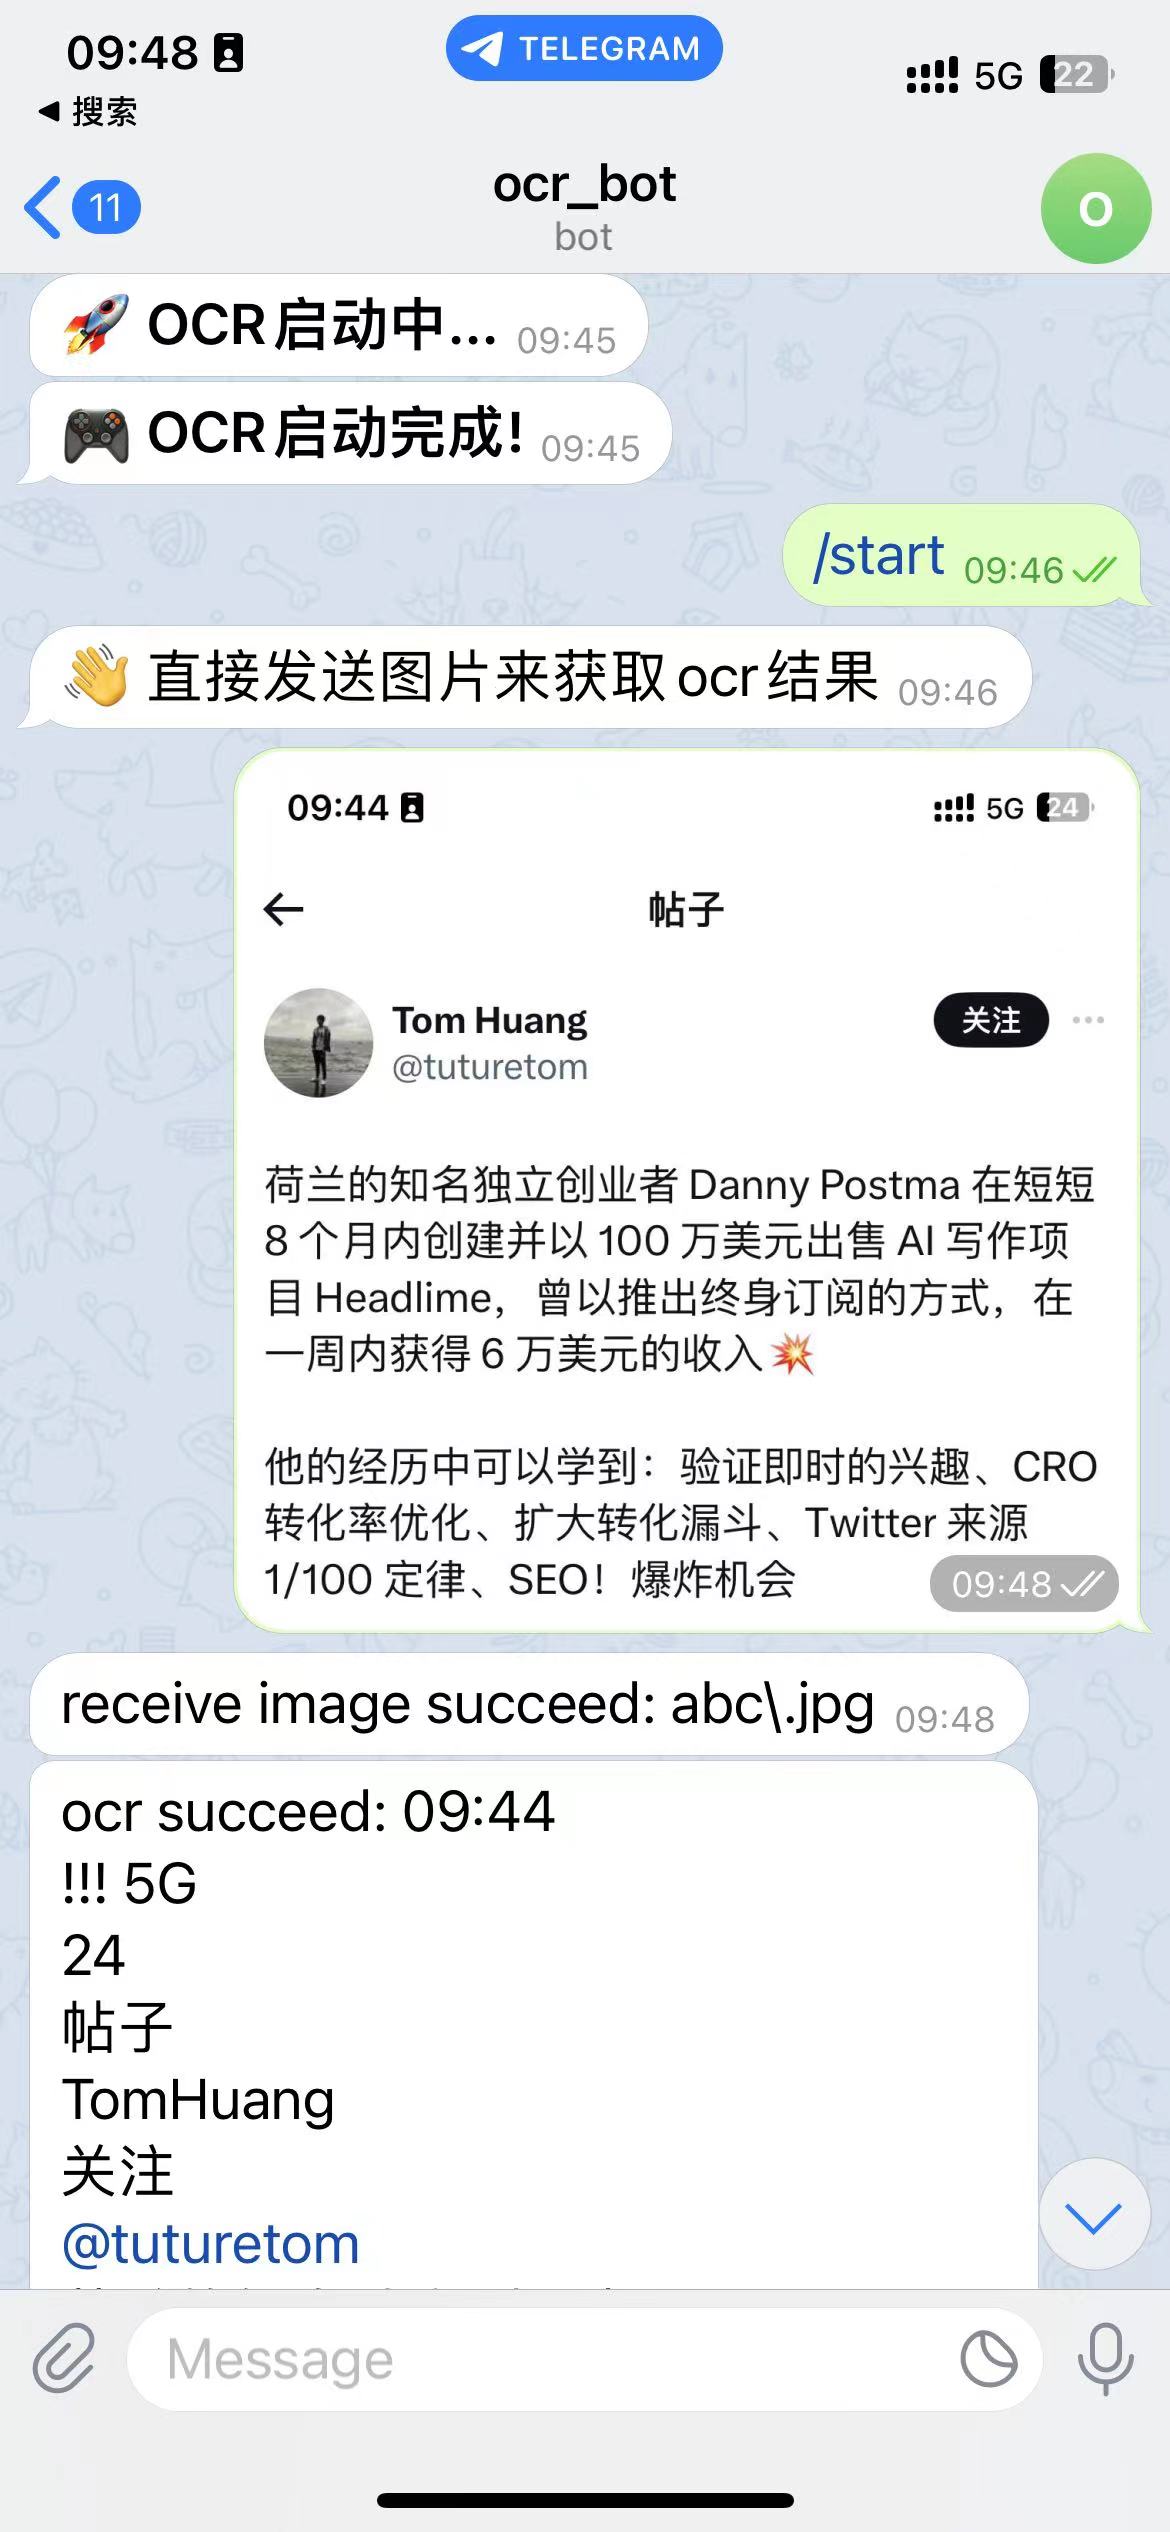 09:48
TELEGRAM
5G 22
◀ 搜索
11
ocr_bot
bot
O
🚀 OCR启动中... 09:45
🎮 OCR启动完成! 09:45
/start 09:46
👋 直接发送图片来获取ocr结果 09:46
09:44
5G 24
帖子
Tom Huang
关注
@tuturetom
荷兰的知名独立创业者 Danny Postma 在短短
8 个月内创建并以 100 万美元出售 AI 写作项
目 Headlime，曾以推出终身订阅的方式，在
一周内获得 6 万美元的收入💥
他的经历中可以学到：验证即时的兴趣、CRO
转化率优化、扩大转化漏斗、Twitter 来源
1/100 定律、SEO！爆炸机会
09:48
receive image succeed: abc\.jpg 09:48
ocr succeed: 09:44
!!! 5G
24
帖子
TomHuang
关注
@tuturetom
Message